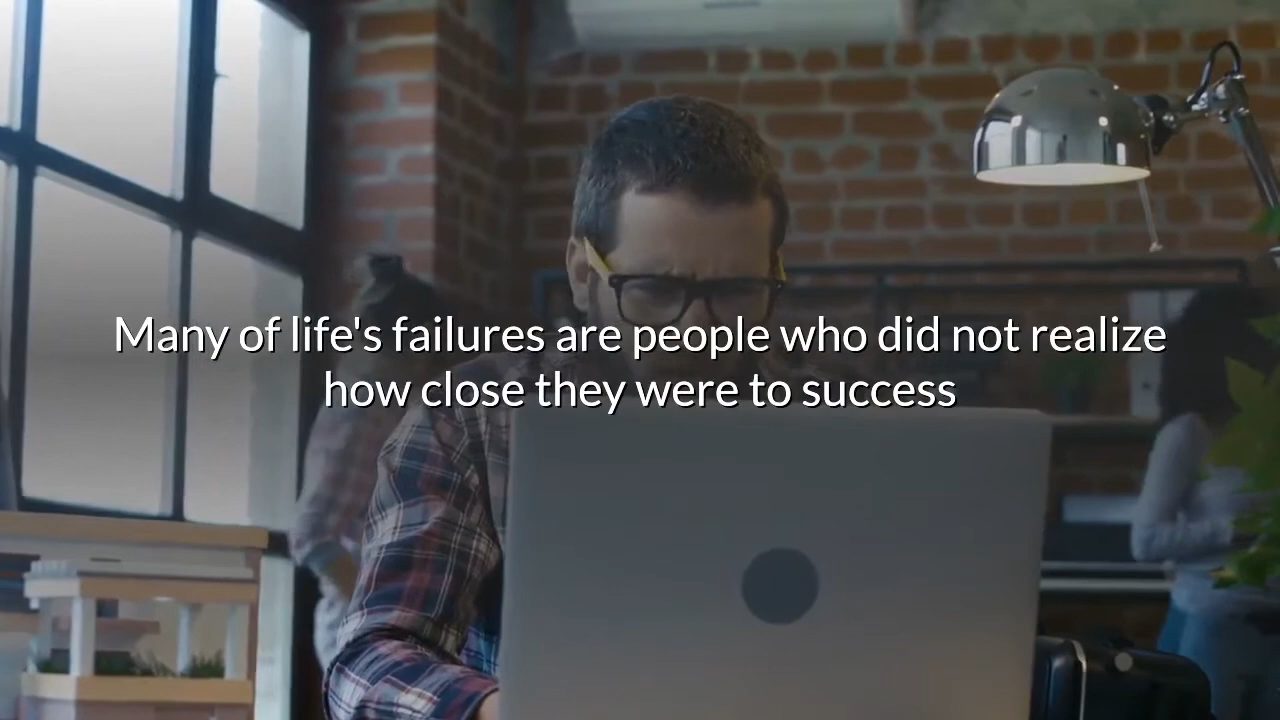 Many of life's failures are people who did not realize
how close they were to success